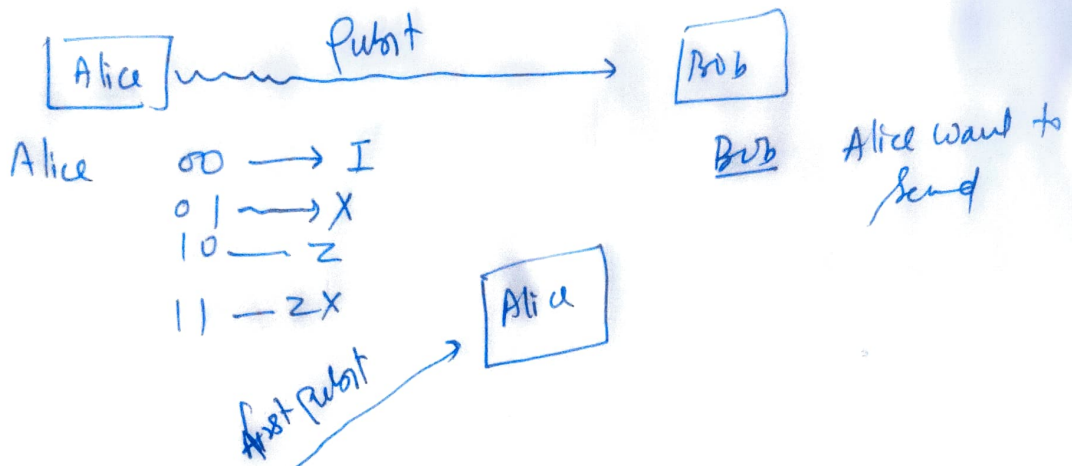 qubit
Alice
Bob
Alice 00 → I
01 → X
10 — Z
11 — ZX
Bob Alice want to
send
Alice
first qubit